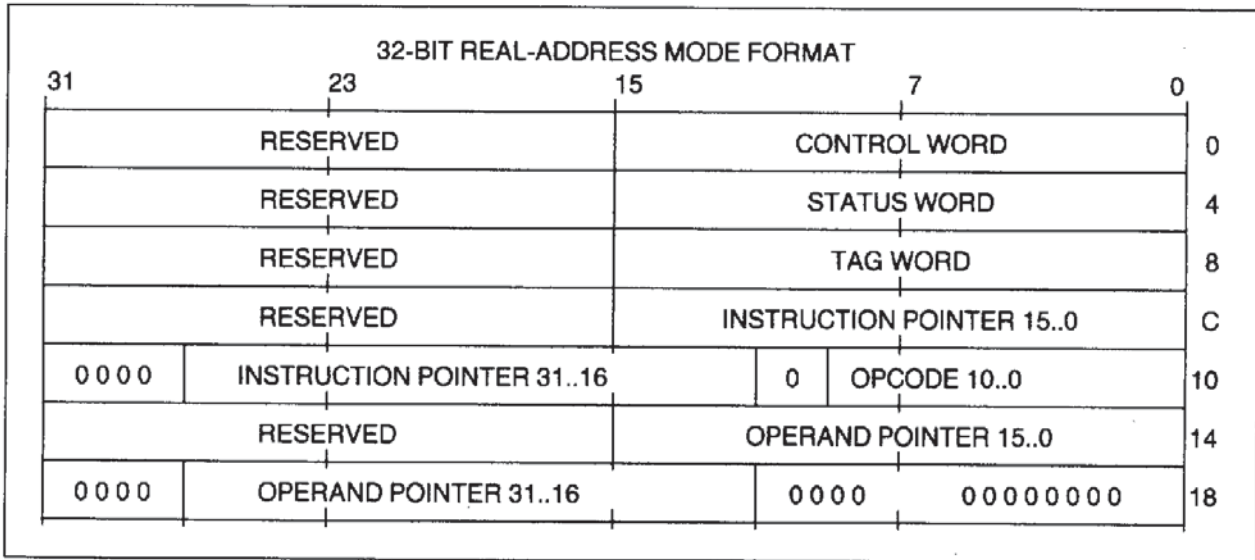 32-BIT REAL-ADDRESS MODE FORMAT
31 23 15 7 0
RESERVED CONTROL WORD 0
RESERVED STATUS WORD 4
RESERVED TAG WORD 8
RESERVED INSTRUCTION POINTER 15..0 C
0000 INSTRUCTION POINTER 31..16 0 OPCODE 10..0 10
RESERVED OPERAND POINTER 15..0 14
0000 OPERAND POINTER 31..16 0000 00000000 18